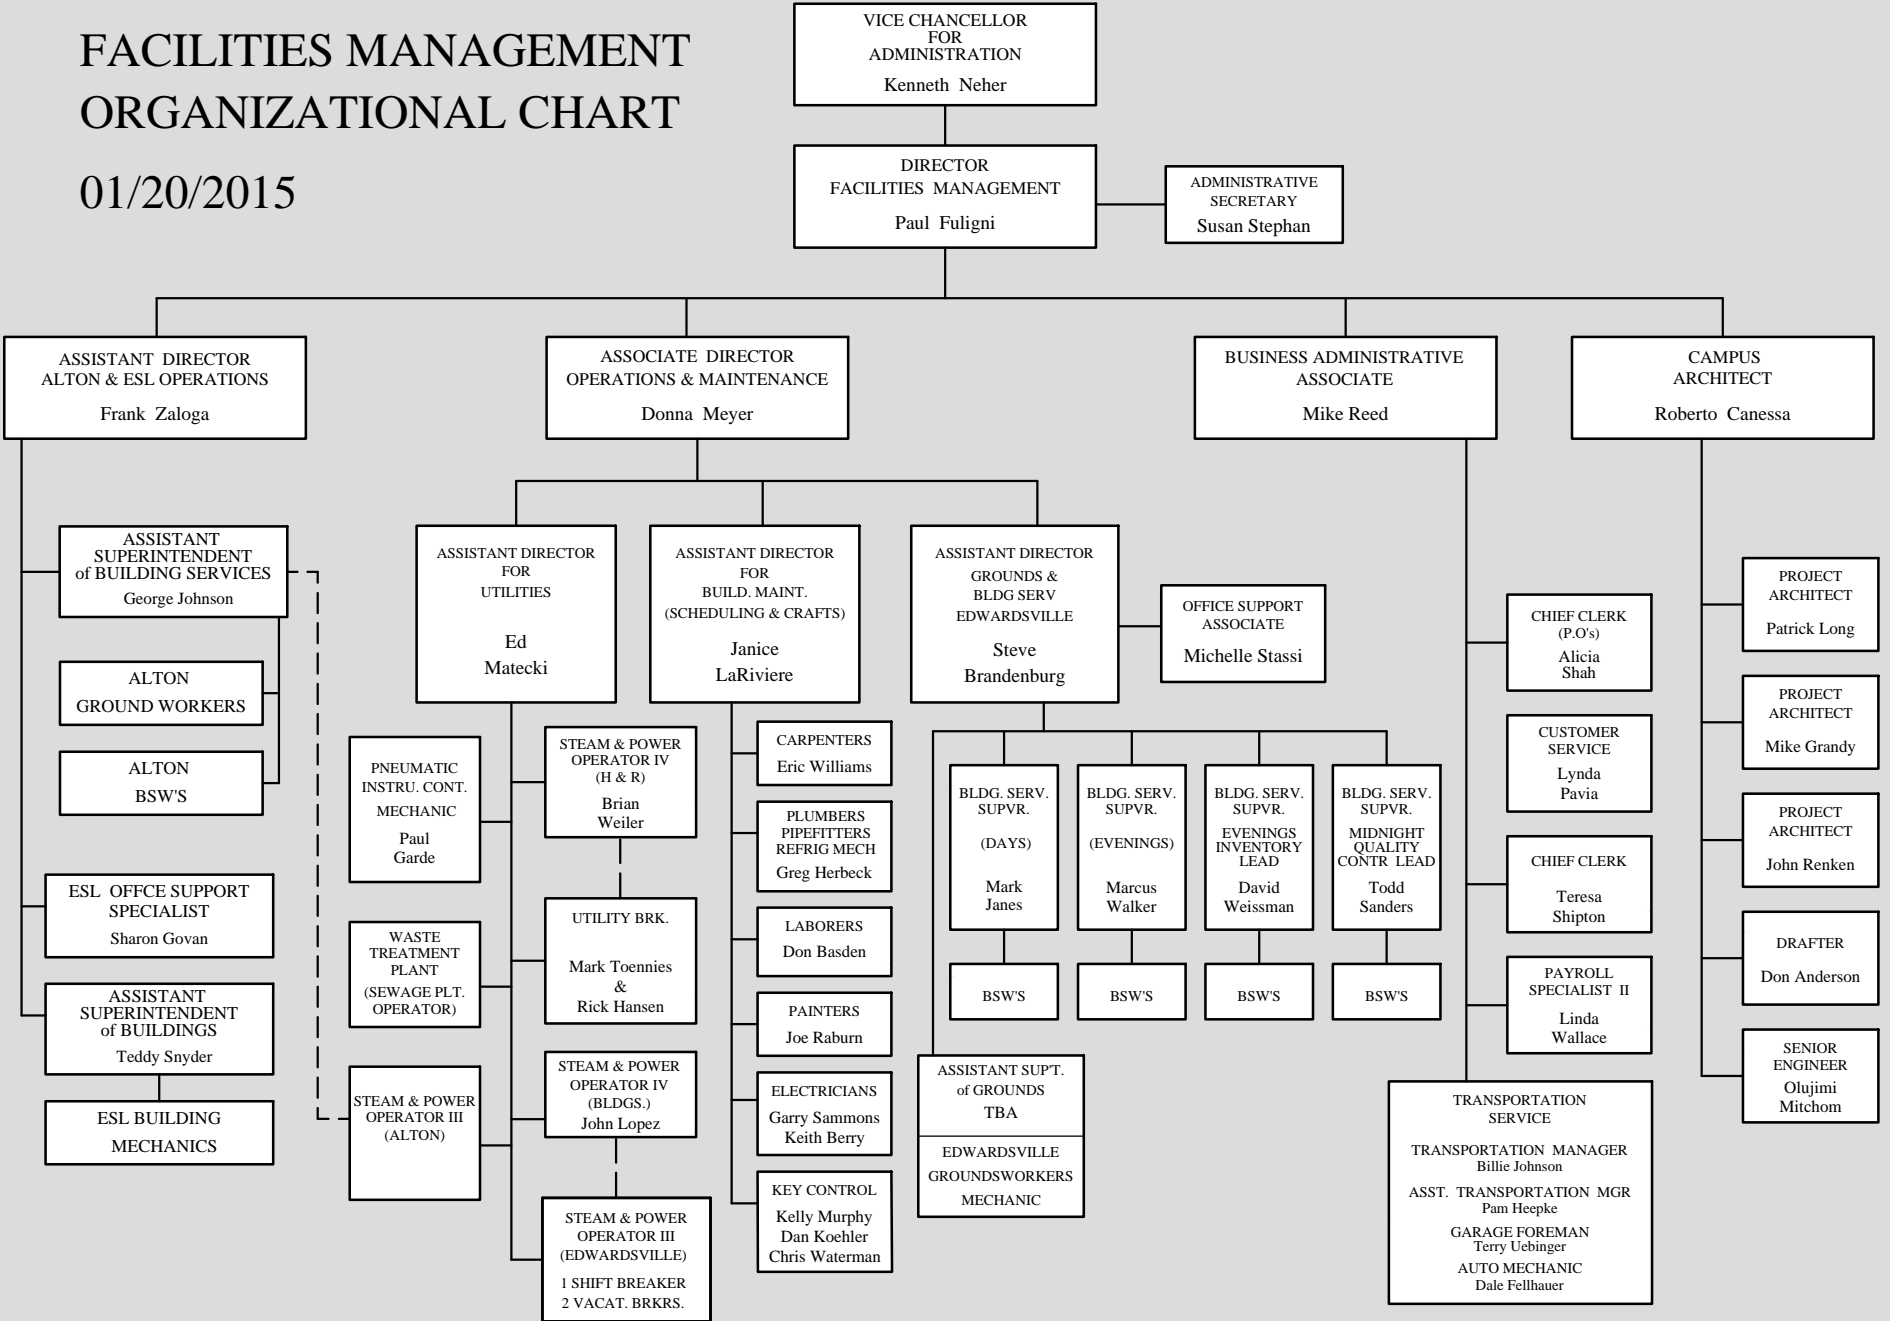 FACILITIES MANAGEMENT
ORGANIZATIONAL CHART
01/20/2015
VICE CHANCELLOR
FOR
ADMINISTRATION
Kenneth Neher
DIRECTOR
FACILITIES MANAGEMENT
Paul Fuligni
ADMINISTRATIVE
SECRETARY
Susan Stephan
ASSISTANT DIRECTOR
ALTON & ESL OPERATIONS
Frank Zaloga
ASSOCIATE DIRECTOR
OPERATIONS & MAINTENANCE
Donna Meyer
BUSINESS ADMINISTRATIVE
ASSOCIATE
Mike Reed
CAMPUS
ARCHITECT
Roberto Canessa
ASSISTANT
SUPERINTENDENT
of BUILDING SERVICES
George Johnson
ALTON
GROUND WORKERS
ALTON
BSW'S
ESL OFFCE SUPPORT
SPECIALIST
Sharon Govan
ASSISTANT
SUPERINTENDENT
of BUILDINGS
Teddy Snyder
ESL BUILDING
MECHANICS
ASSISTANT DIRECTOR
FOR
UTILITIES
Ed
Matecki
PNEUMATIC
INSTRU. CONT.
MECHANIC
Paul
Garde
WASTE
TREATMENT
PLANT
(SEWAGE PLT.
OPERATOR)
STEAM & POWER
OPERATOR III
(ALTON)
STEAM & POWER
OPERATOR IV
(H & R)
Brian
Weiler
UTILITY BRK.
Mark Toennies
&
Rick Hansen
STEAM & POWER
OPERATOR IV
(BLDGS.)
John Lopez
STEAM & POWER
OPERATOR III
(EDWARDSVILLE)
1 SHIFT BREAKER
2 VACAT. BRKRS.
ASSISTANT DIRECTOR
FOR
BUILD. MAINT.
(SCHEDULING & CRAFTS)
Janice
LaRiviere
CARPENTERS
Eric Williams
PLUMBERS
PIPEFITTERS
REFRIG MECH
Greg Herbeck
LABORERS
Don Basden
PAINTERS
Joe Raburn
ELECTRICIANS
Garry Sammons
Keith Berry
KEY CONTROL
Kelly Murphy
Dan Koehler
Chris Waterman
ASSISTANT DIRECTOR
GROUNDS &
BLDG SERV
EDWARDSVILLE
Steve
Brandenburg
OFFICE SUPPORT
ASSOCIATE
Michelle Stassi
BLDG. SERV.
SUPVR.
(DAYS)
Mark
Janes
BSW'S
BLDG. SERV.
SUPVR.
(EVENINGS)
Marcus
Walker
BSW'S
BLDG. SERV.
SUPVR.
EVENINGS
INVENTORY
LEAD
David
Weissman
BSW'S
BLDG. SERV.
SUPVR.
MIDNIGHT
QUALITY
CONTR LEAD
Todd
Sanders
BSW'S
ASSISTANT SUP'T.
of GROUNDS
TBA
EDWARDSVILLE
GROUNDSWORKERS
MECHANIC
CHIEF CLERK
(P.O's)
Alicia
Shah
CUSTOMER
SERVICE
Lynda
Pavia
CHIEF CLERK
Teresa
Shipton
PAYROLL
SPECIALIST II
Linda
Wallace
TRANSPORTATION
SERVICE
TRANSPORTATION MANAGER
Billie Johnson
ASST. TRANSPORTATION MGR
Pam Heepke
GARAGE FOREMAN
Terry Uebinger
AUTO MECHANIC
Dale Fellhauer
PROJECT
ARCHITECT
Patrick Long
PROJECT
ARCHITECT
Mike Grandy
PROJECT
ARCHITECT
John Renken
DRAFTER
Don Anderson
SENIOR
ENGINEER
Olujimi
Mitchom